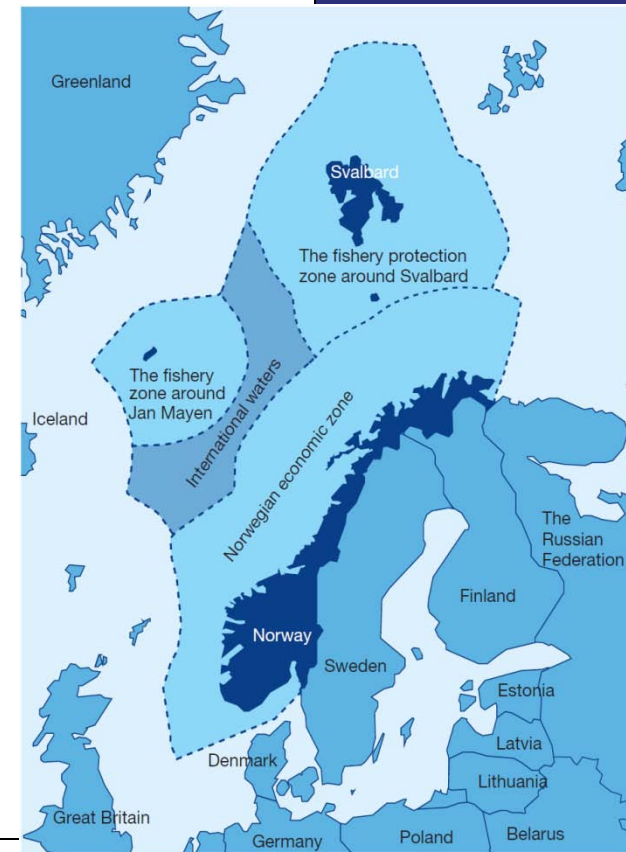 Greenland
Svalbard
The fishery protection
zone around Svalbard
The fishery
zone around
Jan Mayen
International waters
Iceland
Norwegian economic zone
The
Russian
Federation
Finland
Norway
Sweden
Estonia
Latvia
Denmark
Lithuania
Great Britain
Germany
Poland
Belarus